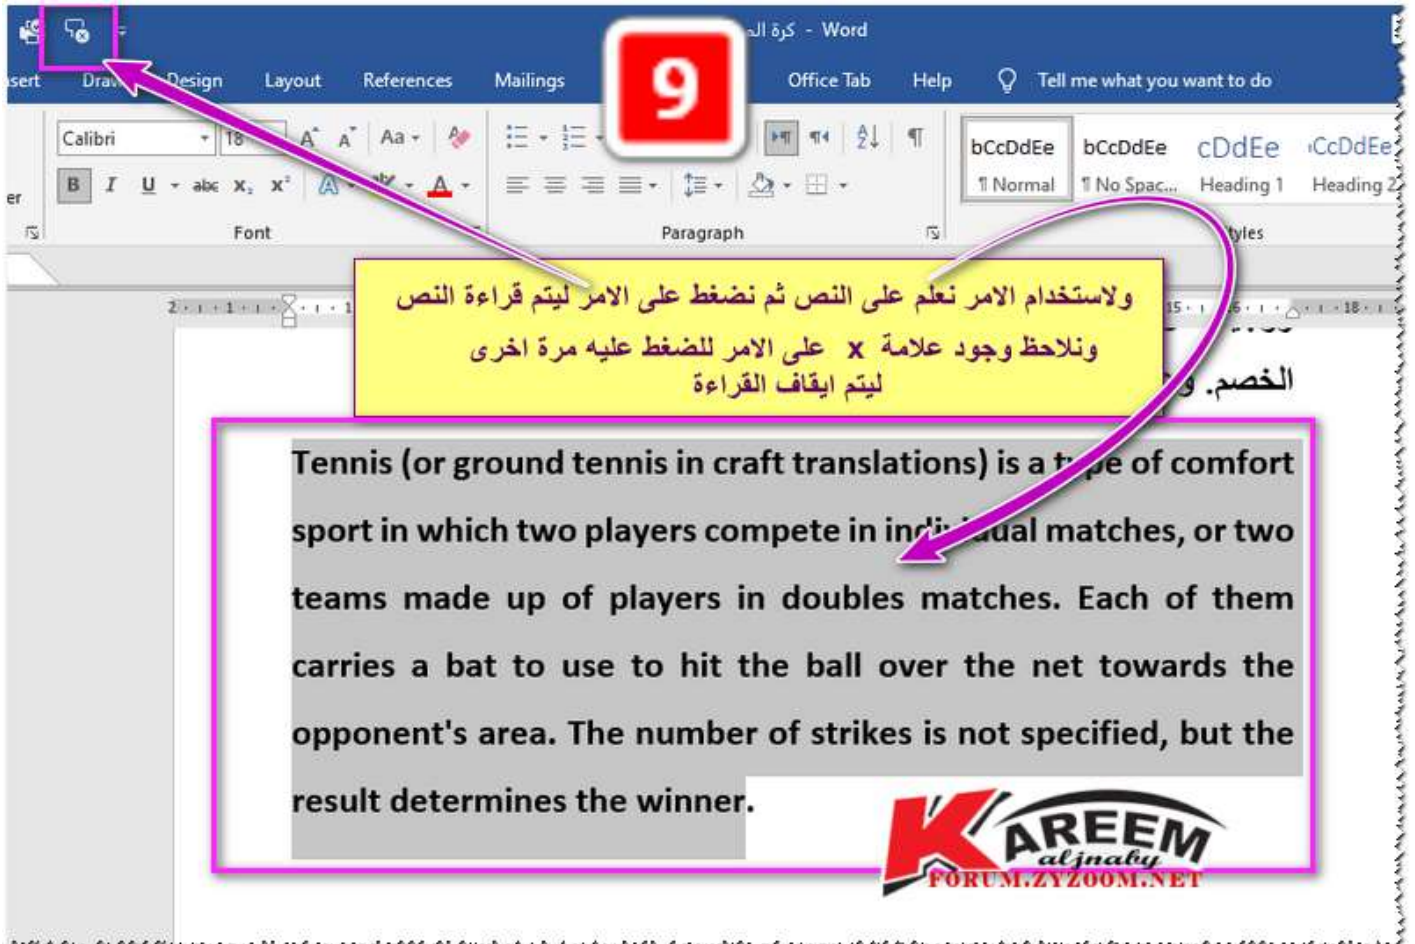 كرة الم - Word
9
Design Layout References Mailings Office Tab Help Tell me what you want to do
Calibri 18 Aa
B I U abc x₂ x² A A
bCcDdEe bCcDdEe cDdEe CcDdEe
¶ Normal ¶ No Spac... Heading 1 Heading 2
Font Paragraph
ولاستخدام الامر نعلم على النص ثم نضغط على الامر ليتم قراءة النص
ونلاحظ وجود علامة x على الامر للضغط عليه مرة اخرى
ليتم ايقاف القراءة
الخصم.
Tennis (or ground tennis in craft translations) is a type of comfort
sport in which two players compete in individual matches, or two
teams made up of players in doubles matches. Each of them
carries a bat to use to hit the ball over the net towards the
opponent's area. The number of strikes is not specified, but the
result determines the winner.
KAREEM
aljnaby
FORUM.ZYZOOM.NET